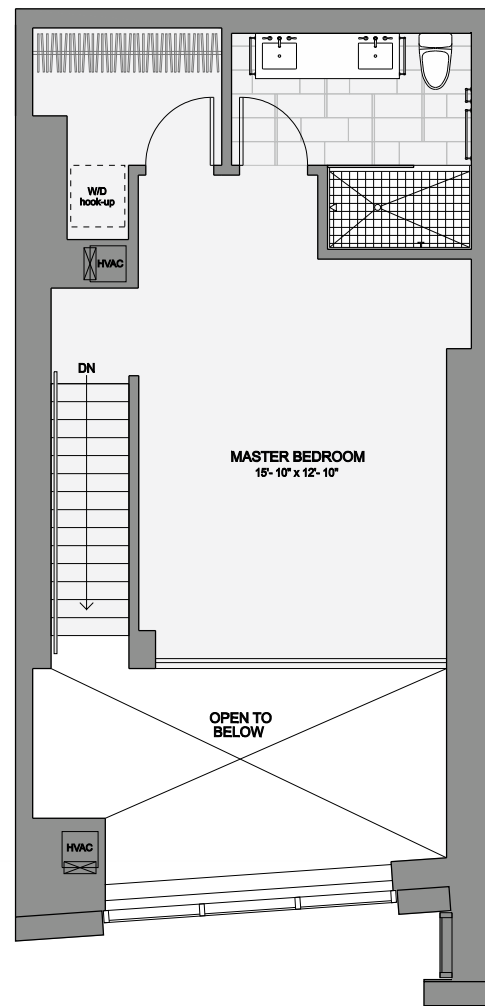 W/D
hook-up
HVAC
DN
MASTER BEDROOM
15'- 10" x 12'- 10"
OPEN TO
BELOW
HVAC